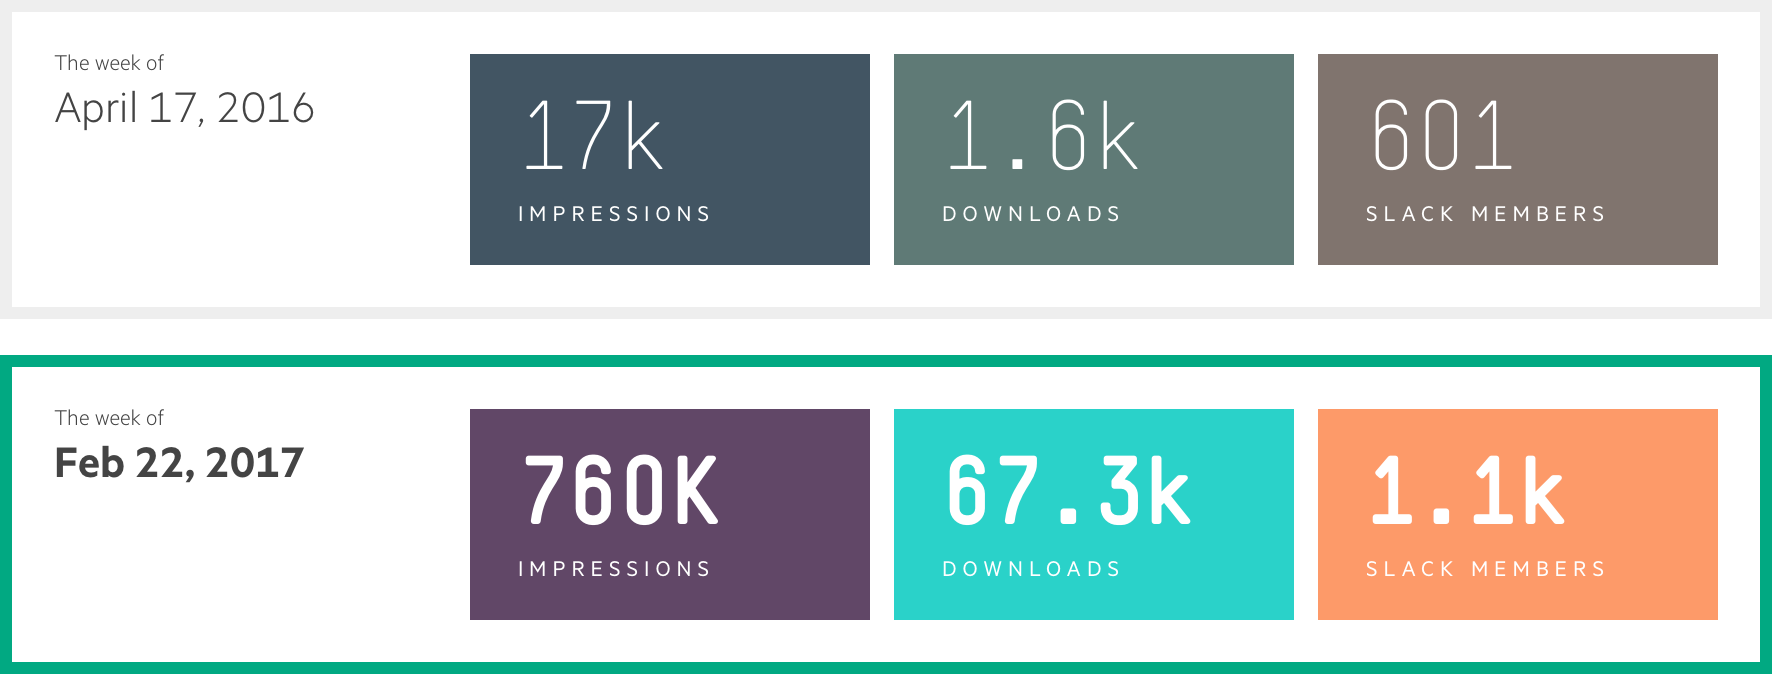 The week of
April 17, 2016
17k
IMPRESSIONS
1.6k
DOWNLOADS
601
SLACK MEMBERS
The week of
Feb 22, 2017
760K
IMPRESSIONS
67.3k
DOWNLOADS
1.1k
SLACK MEMBERS